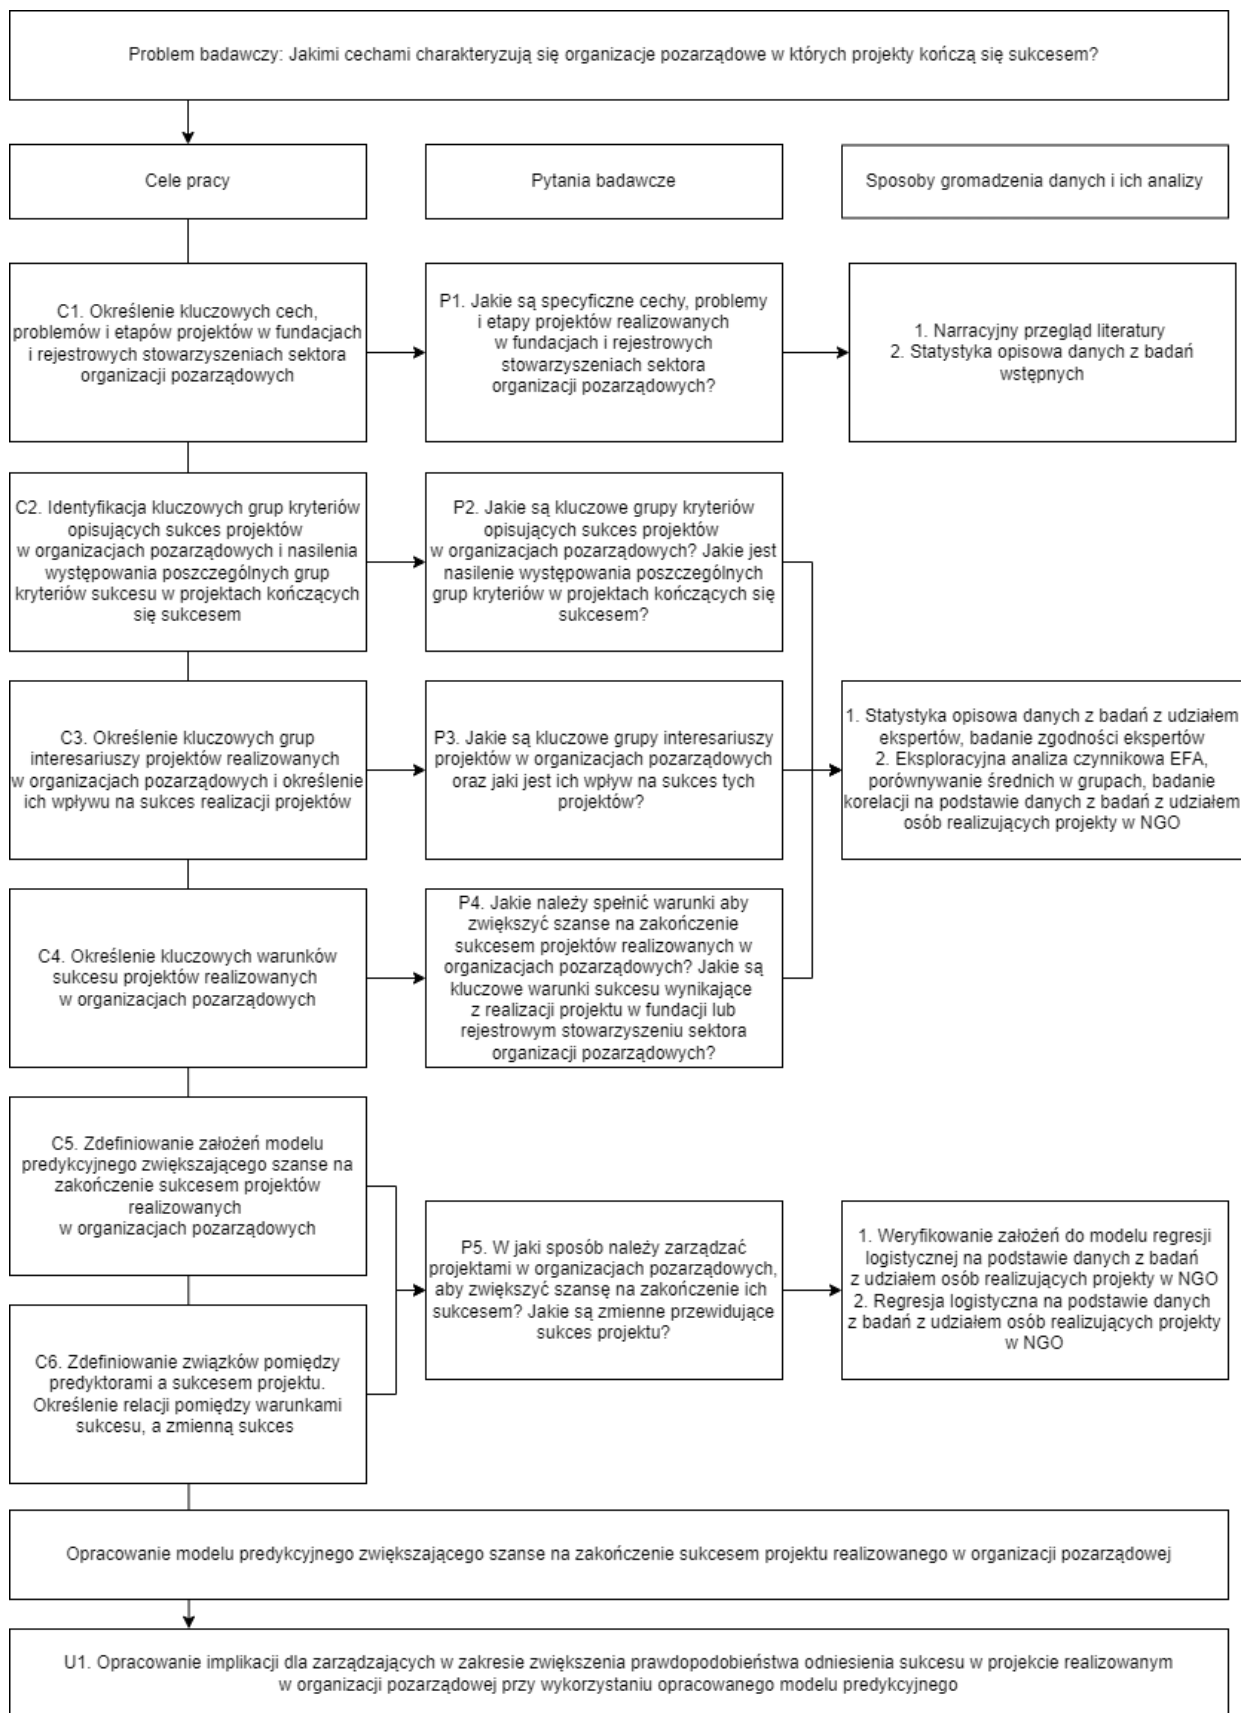 Problem badawczy: Jakimi cechami charakteryzują się organizacje pozarządowe w których projekty kończą się sukcesem?
Cele pracy
Pytania badawcze
Sposoby gromadzenia danych i ich analizy
C1. Określenie kluczowych cech,
problemów i etapów projektów w fundacjach
i rejestrowych stowarzyszeniach sektora
organizacji pozarządowych
P1. Jakie są specyficzne cechy, problemy
i etapy projektów realizowanych
w fundacjach i rejestrowych
stowarzyszeniach sektora
organizacji pozarządowych?
1. Narracyjny przegląd literatury
2. Statystyka opisowa danych z badań
wstępnych
C2. Identyfikacja kluczowych grup kryteriów
opisujących sukces projektów
w organizacjach pozarządowych i nasilenia
występowania poszczególnych grup
kryteriów sukcesu w projektach kończących
się sukcesem
P2. Jakie są kluczowe grupy kryteriów
opisujących sukces projektów
w organizacjach pozarządowych? Jakie jest
nasilenie występowania poszczególnych
grup kryteriów w projektach kończących się
sukcesem?
C3. Określenie kluczowych grup
interesariuszy projektów realizowanych
w organizacjach pozarządowych i określenie
ich wpływu na sukces realizacji projektów
P3. Jakie są kluczowe grupy interesariuszy
projektów w organizacjach pozarządowych
oraz jaki jest ich wpływ na sukces tych
projektów?
1. Statystyka opisowa danych z badań z udziałem
ekspertów, badanie zgodności ekspertów
2. Eksploracyjna analiza czynnikowa EFA,
porównywanie średnich w grupach, badanie
korelacji na podstawie danych z badań z udziałem
osób realizujących projekty w NGO
C4. Określenie kluczowych warunków
sukcesu projektów realizowanych
w organizacjach pozarządowych
P4. Jakie należy spełnić warunki aby
zwiększyć szanse na zakończenie
sukcesem projektów realizowanych w
organizacjach pozarządowych? Jakie są
kluczowe warunki sukcesu wynikające
z realizacji projektu w fundacji lub
rejestrowym stowarzyszeniu sektora
organizacji pozarządowych?
C5. Zdefiniowanie założeń modelu
predykcyjnego zwiększającego szanse na
zakończenie sukcesem projektów
realizowanych
w organizacjach pozarządowych
P5. W jaki sposób należy zarządzać
projektami w organizacjach pozarządowych,
aby zwiększyć szansę na zakończenie ich
sukcesem? Jakie są zmienne przewidujące
sukces projektu?
1. Weryfikowanie założeń do modelu regresji
logistycznej na podstawie danych z badań
z udziałem osób realizujących projekty w NGO
2. Regresja logistyczna na podstawie danych
z badań z udziałem osób realizujących projekty
w NGO
C6. Zdefiniowanie związków pomiędzy
predyktorami a sukcesem projektu.
Określenie relacji pomiędzy warunkami
sukcesu, a zmienną sukces
Opracowanie modelu predykcyjnego zwiększającego szanse na zakończenie sukcesem projektu realizowanego w organizacji pozarządowej
U1. Opracowanie implikacji dla zarządzających w zakresie zwiększenia prawdopodobieństwa odniesienia sukcesu w projekcie realizowanym
w organizacji pozarządowej przy wykorzystaniu opracowanego modelu predykcyjnego